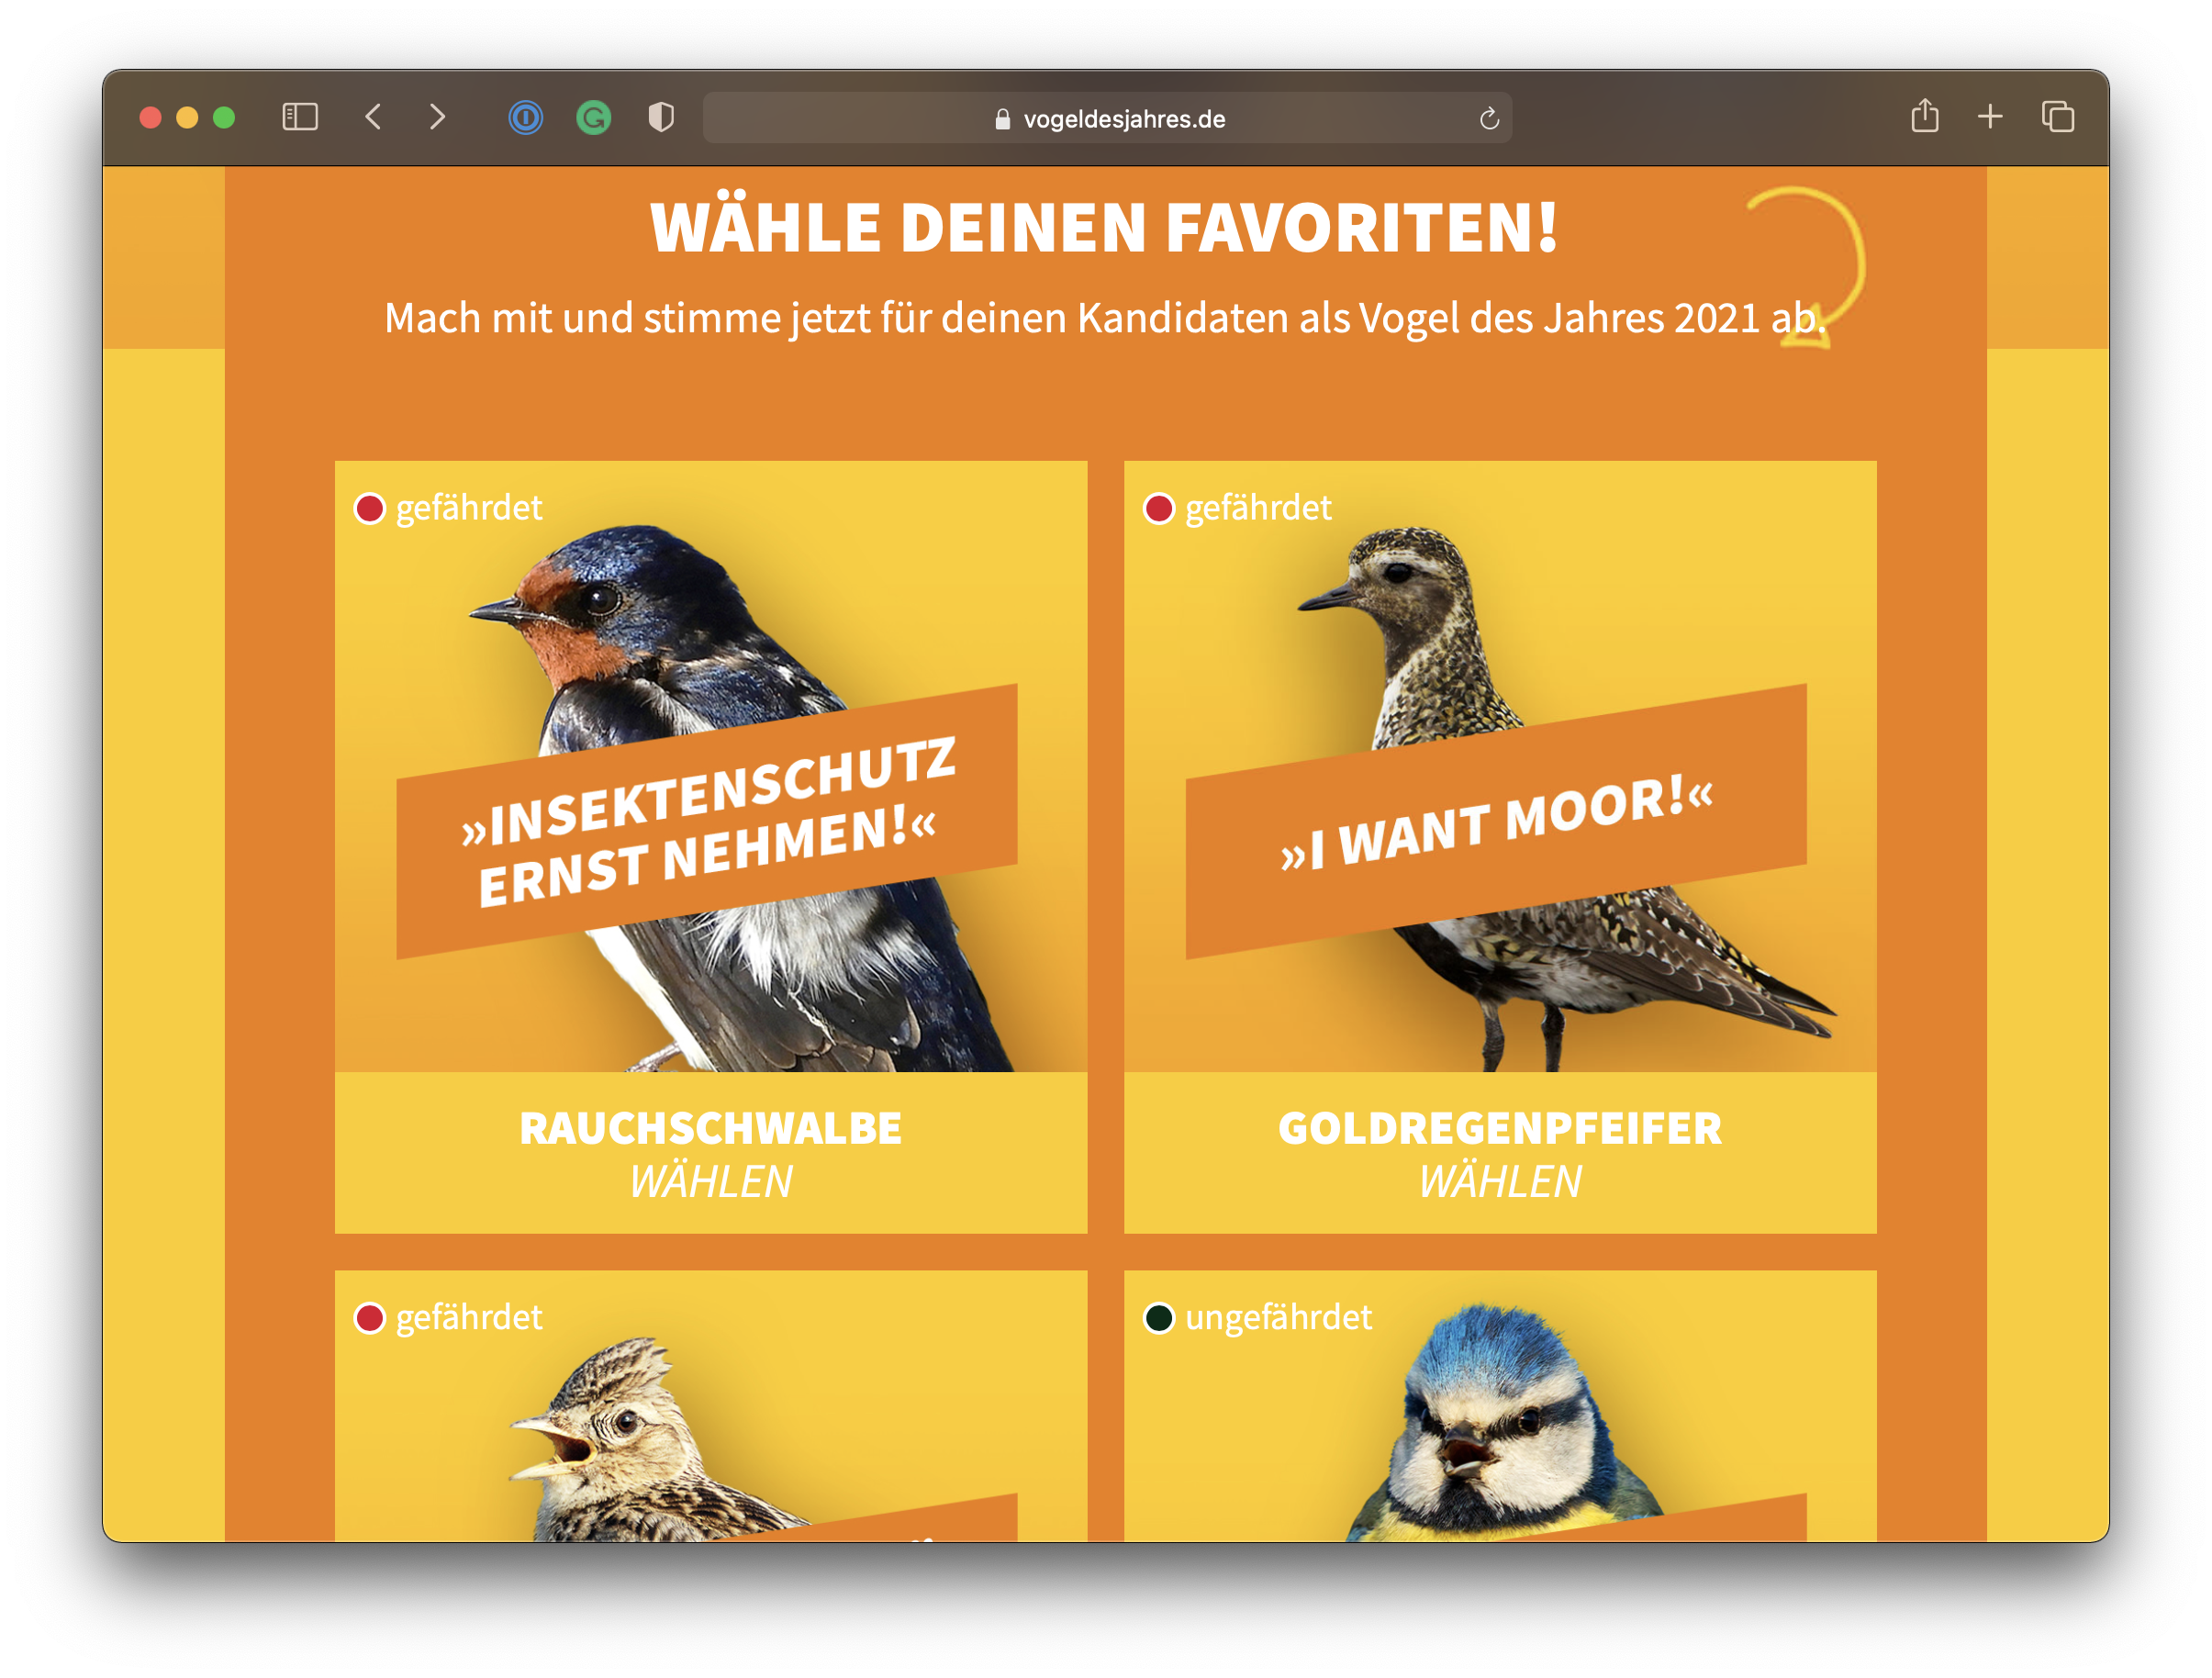 vogeldesjahres.de
WÄHLE DEINEN FAVORITEN!
Mach mit und stimme jetzt für deinen Kandidaten als Vogel des Jahres 2021 ab.
gefährdet
»INSEKTENSCHUTZ
ERNST NEHMEN!«
RAUCHSCHWALBE
WÄHLEN
gefährdet
»I WANT MOOR!«
GOLDREGENPFEIFER
WÄHLEN
gefährdet
ungefährdet